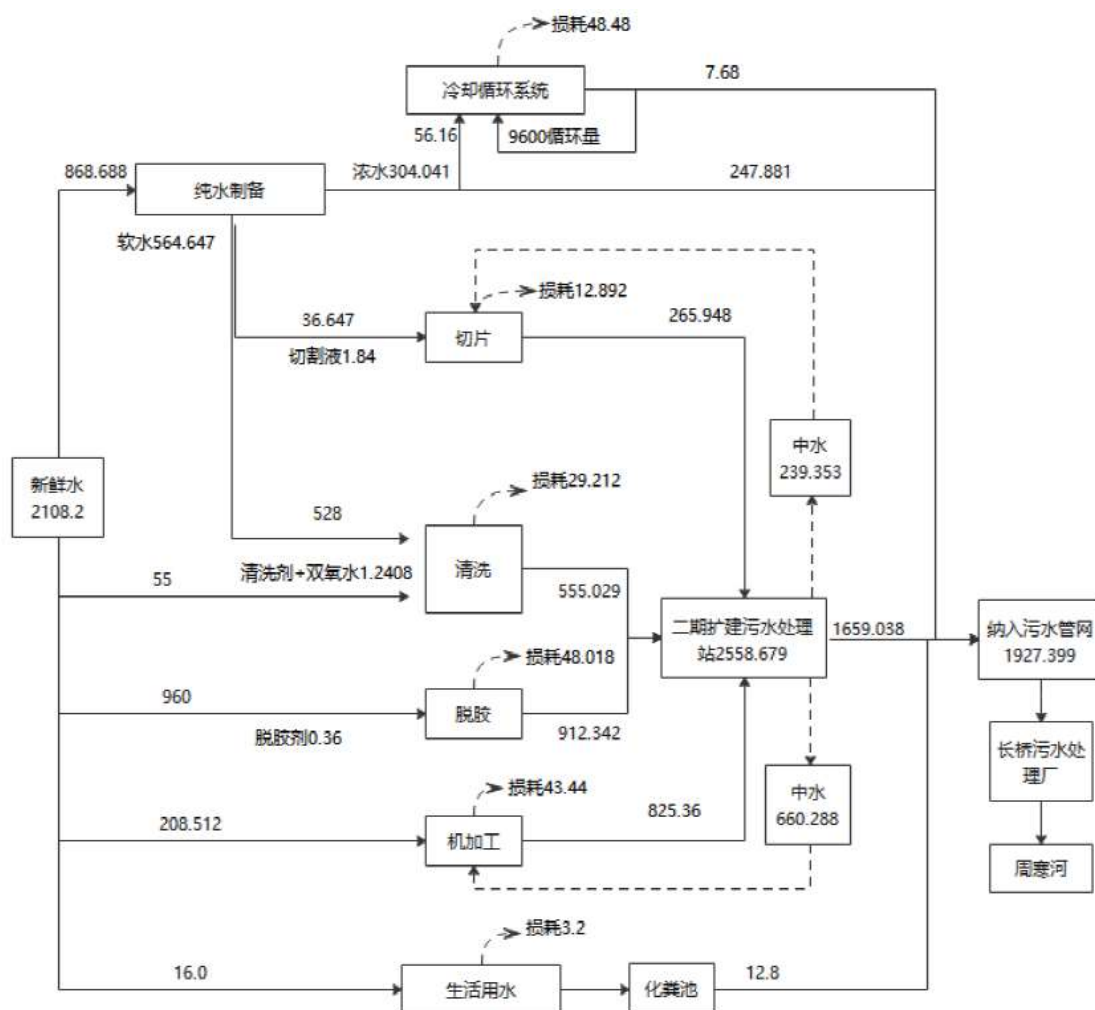 损耗48.48
7.68
冷却循环系统
56.16
9600循环量
868.688
浓水304.041
247.881
纯水制备
软水564.647
损耗12.892
36.647
265.948
切片
切割液1.84
中水
239.353
新鲜水
2108.2
损耗29.212
528
清洗
55
清洗剂+双氧水1.2408
555.029
二期扩建污水处理
站2558.679
1659.038
纳入污水管网
1927.399
损耗48.018
960
脱胶
脱胶剂0.36
912.342
长桥污水处
理厂
损耗43.44
825.36
中水
660.288
208.512
机加工
周寒河
损耗3.2
16.0
生活用水
化粪池
12.8